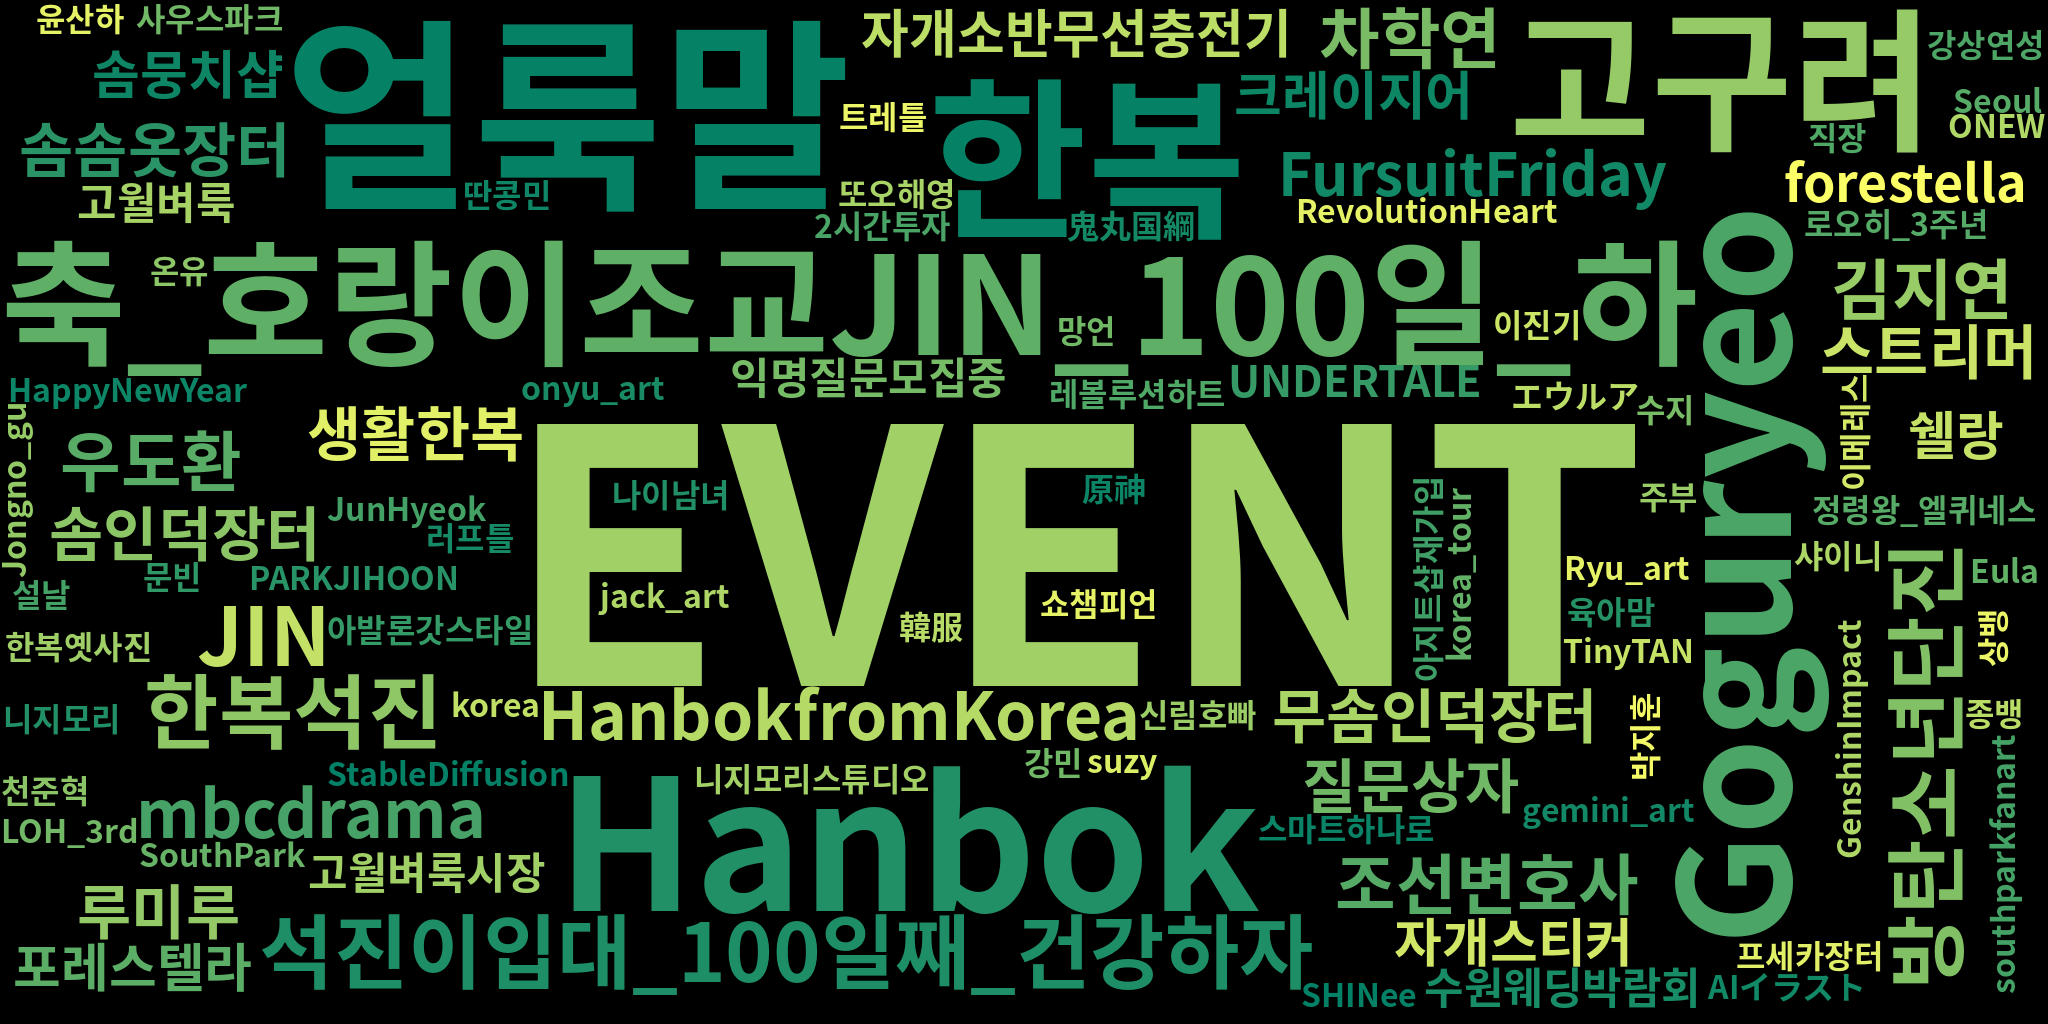 윤산하
사우스파크
얼룩말
자개소반무선충전기
차학연
고구려
강상연성
솜뭉치샵
트레틀
한복
크레이지어
Seoul
ONEW
직장
솜솜옷장터
고월벼룩
딴콩민
또오해영
2시간투자
鬼丸国綱
FursuitFriday
RevolutionHeart
forestella
로오히_3주년
축_호랑이조교JIN_100일_하
온유
망언
이진기
김지연
스트리머
HappyNewYear
onyu_art
익명질문모집중
레볼루션하트
UNDERTALE
エウルア
수지
이메레스
쉘랑
Jongno_gu
우도환
생활한복
EVENT
Goguryeo
나이남녀
原神
아지트샵재가입
korea_tour
주부
정령왕_엘퀴네스
솜인덕장터
JunHyeok
러프틀
샤이니
방탄소년단진
Eula
설날
문빈
PARKJIHOON
jack_art
쇼챔피언
韓服
Ryu_art
육아맘
TinyTAN
한복옛사진
JIN
아발론갓스타일
GenshinImpact
상뱅
니지모리
한복석진
korea
HanbokfromKorea
신림호빠
무솜인덕장터
박지훈
종뱅
southparkfanart
천준혁
LOH_3rd
mbcdrama
StableDiffusion
니지모리스튜디오
강민
suzy
질문상자
gemini_art
SouthPark
고월벼룩시장
Hanbok
스마트하나로
조선변호사
루미루
포레스텔라
석진이입대_100일째_건강하자
자개스티커
프세카장터
SHINee
수원웨딩박람회
AIイラスト